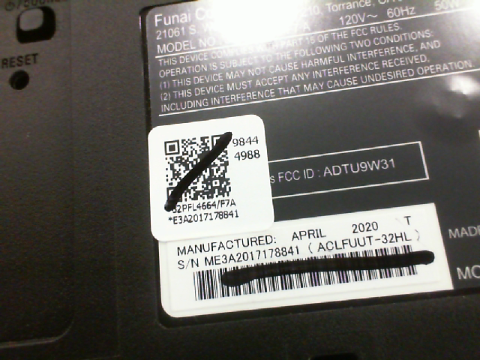 RESET
Funai
21061 S.
Torrance,
120V~ 60Hz 50W
MODEL NO
THIS DEVICE COMPLIES WITH PART 15 OF THE FCC RULES.
OPERATION IS SUBJECT TO THE FOLLOWING TWO CONDITIONS:
(1) THIS DEVICE MAY NOT CAUSE HARMFUL INTERFERENCE, AND
(2) THIS DEVICE MUST ACCEPT ANY INTERFERENCE RECEIVED,
INCLUDING INTERFERENCE THAT MAY CAUSE UNDESIRED OPERATION.
9844
4988
32PFL4664/F7A
*E3A2017178841
FCC ID : ADTU9W31
MANUFACTURED: APRIL 2020 T
S/N ME3A2017178841 ( ACLFUUT-32HL )